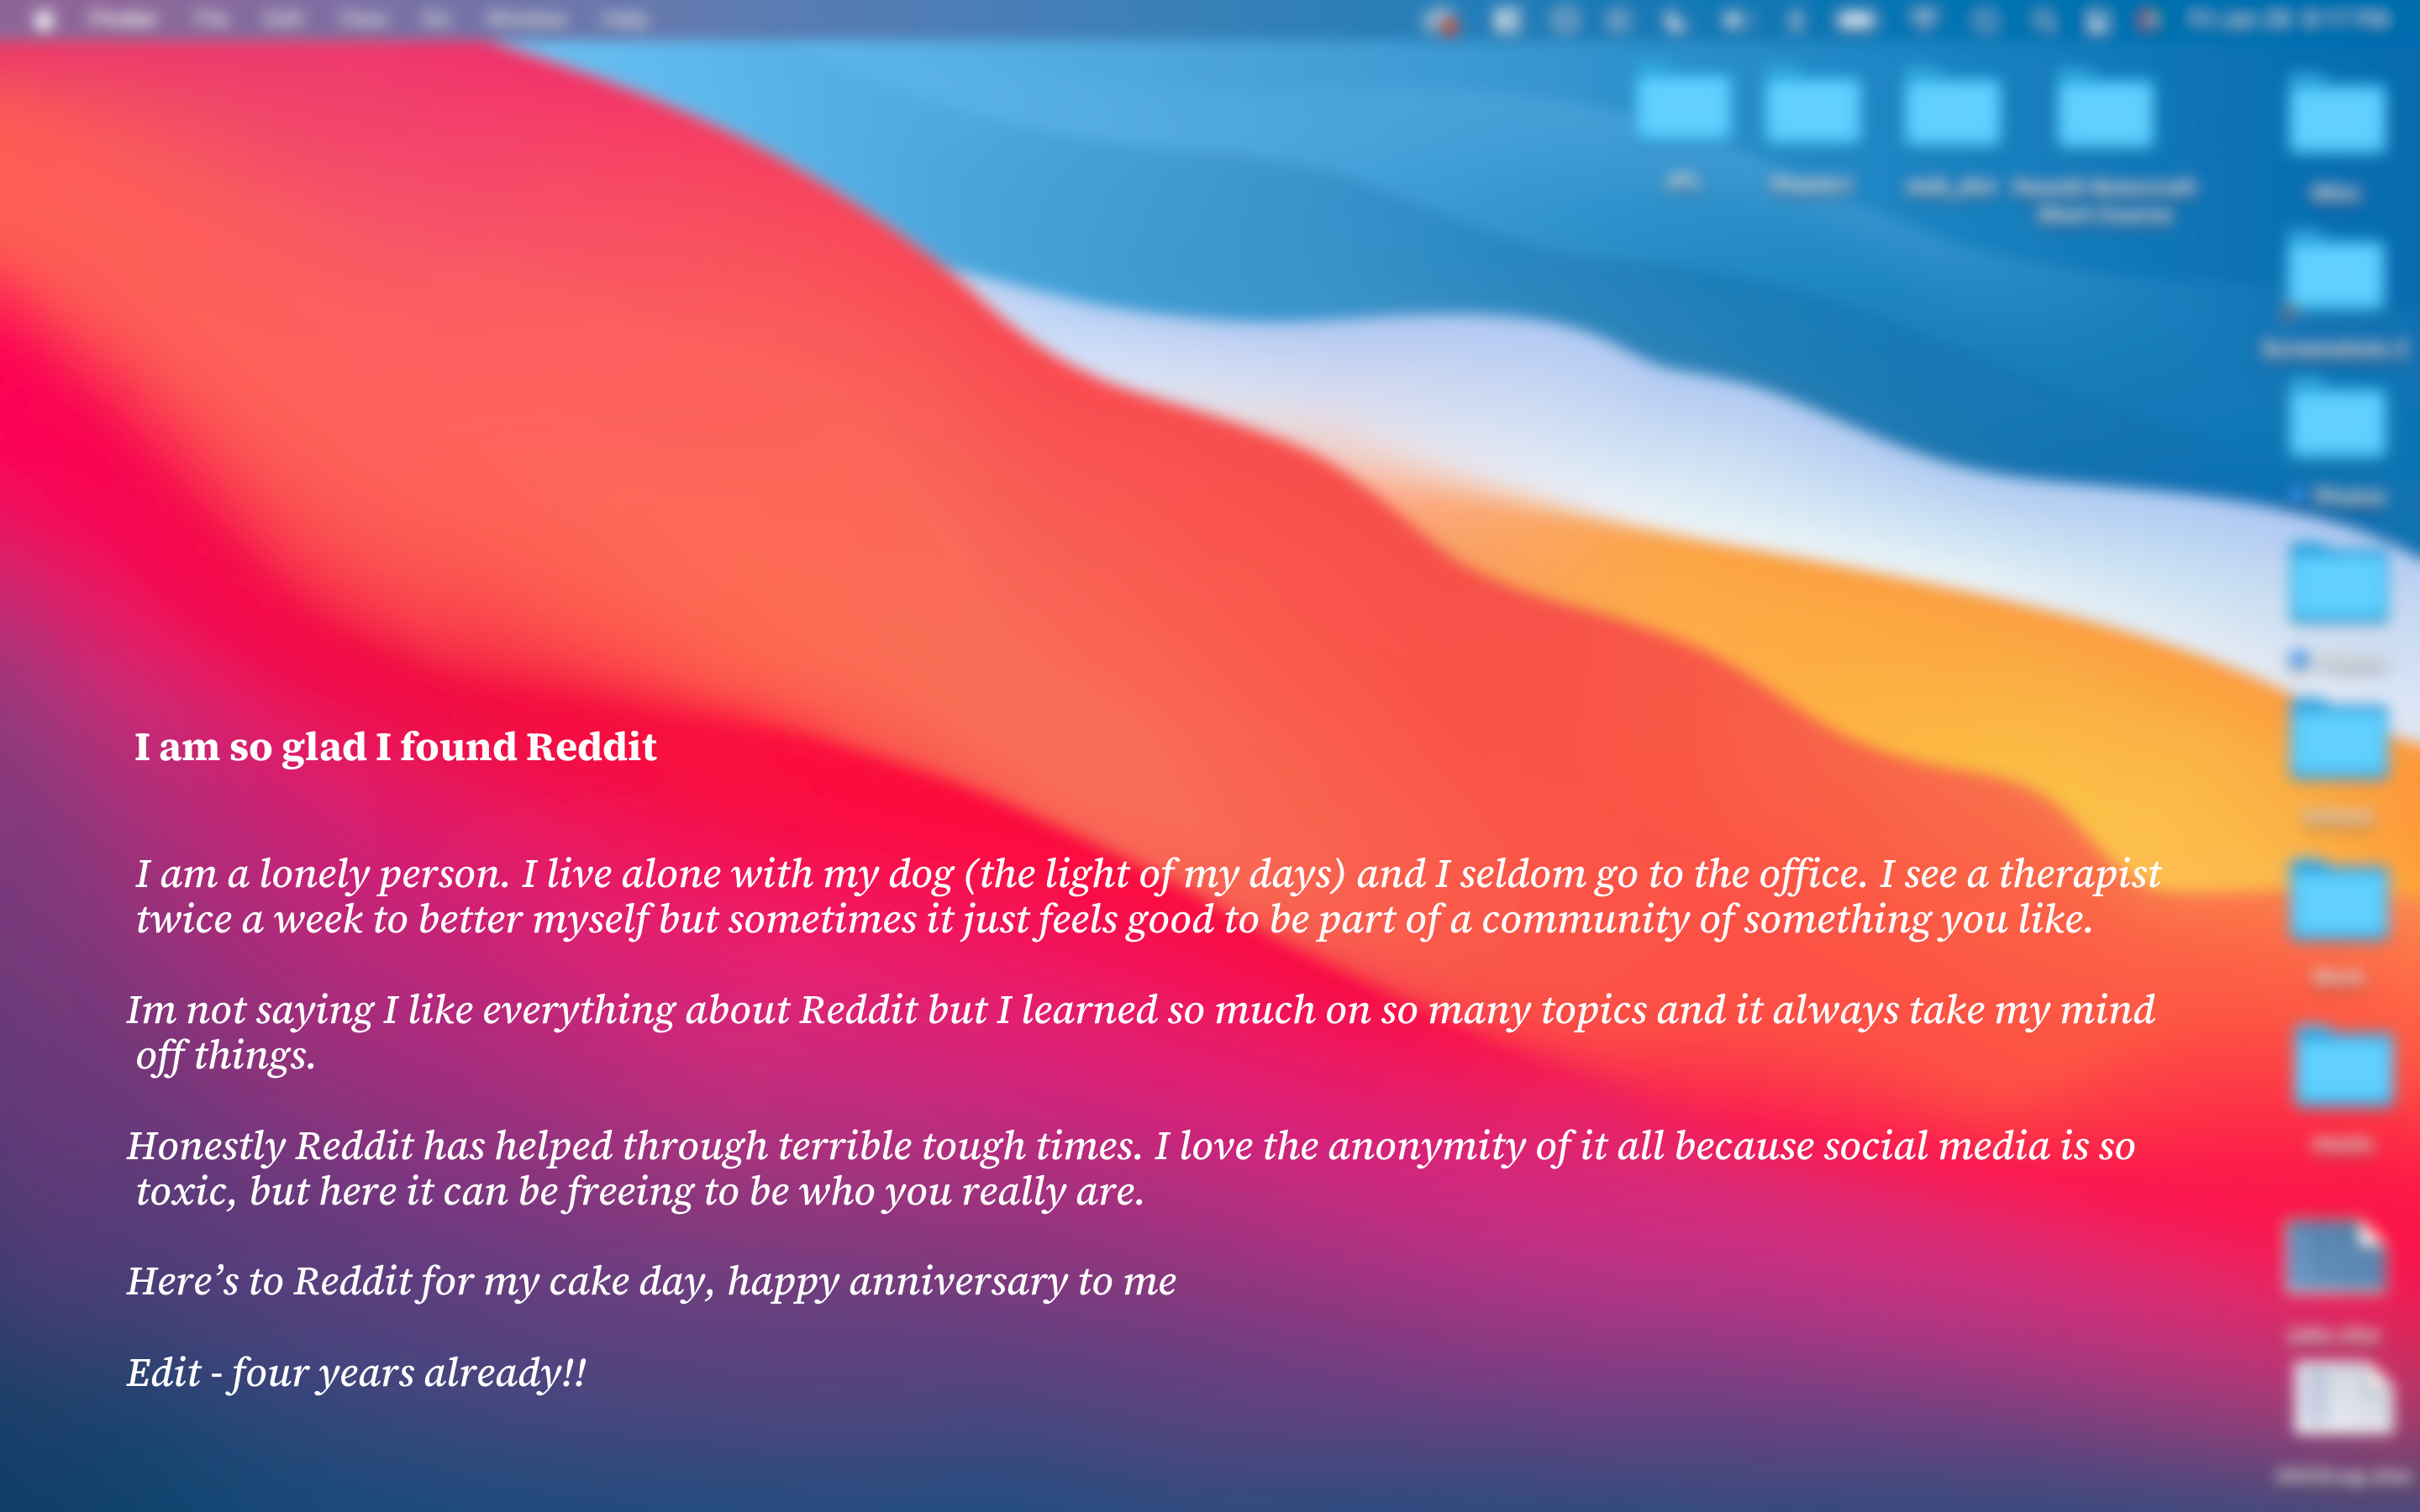 I am so glad I found Reddit
I am a lonely person. I live alone with my dog (the light of my days) and I seldom go to the office. I see a therapist
twice a week to better myself but sometimes it just feels good to be part of a community of something you like.
Im not saying I like everything about Reddit but I learned so much on so many topics and it always take my mind
off things.
Honestly Reddit has helped through terrible tough times. I love the anonymity of it all because social media is so
toxic, but here it can be freeing to be who you really are.
Here’s to Reddit for my cake day, happy anniversary to me
Edit - four years already!!